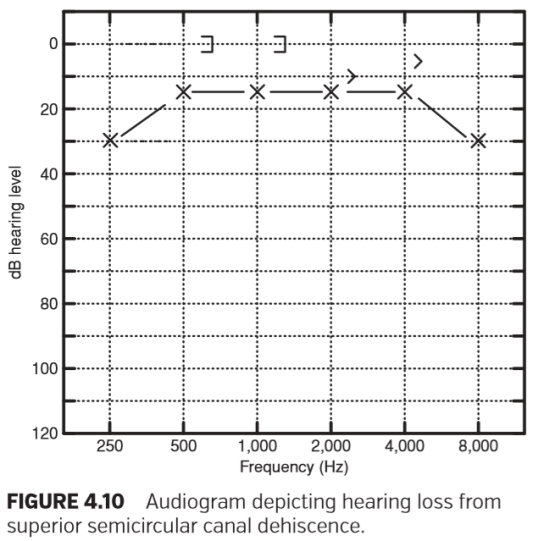 0
20
40
60
80
100
120
dB hearing level
250 500 1,000 2,000 4,000 8,000
Frequency (Hz)
FIGURE 4.10 Audiogram depicting hearing loss from
superior semicircular canal dehiscence.